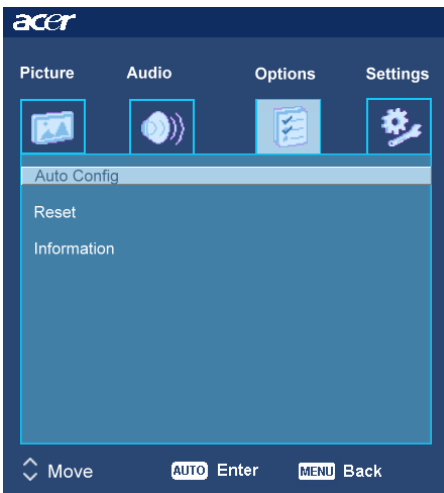 acer
Picture Audio Options Settings
Auto Config
Reset
Information
Move AUTO Enter MENU Back